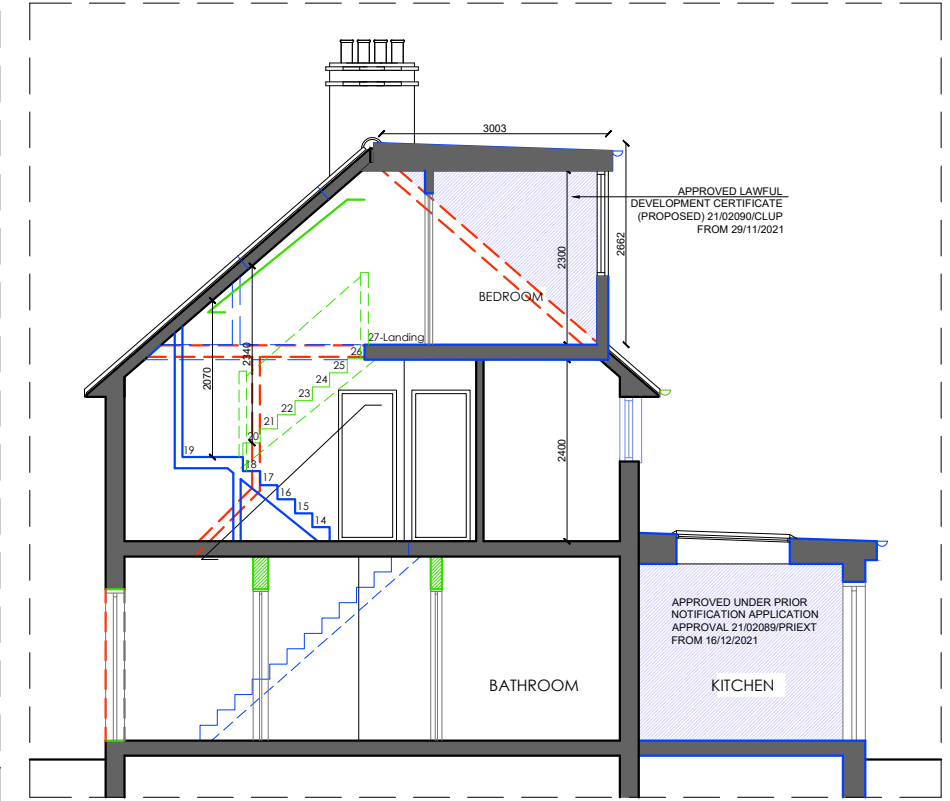 3003
APPROVED LAWFUL
DEVELOPMENT CERTIFICATE
(PROPOSED) 21/02090/CLUP
FROM 29/11/2021
2300
2662
BEDROOM
27-Landing
26
2340
25
2070
24
23
22
21
20
2400
19
18
17
16
15
14
APPROVED UNDER PRIOR
NOTIFICATION APPLICATION
APPROVAL 21/02089/PRIEXT
FROM 16/12/2021
BATHROOM
KITCHEN